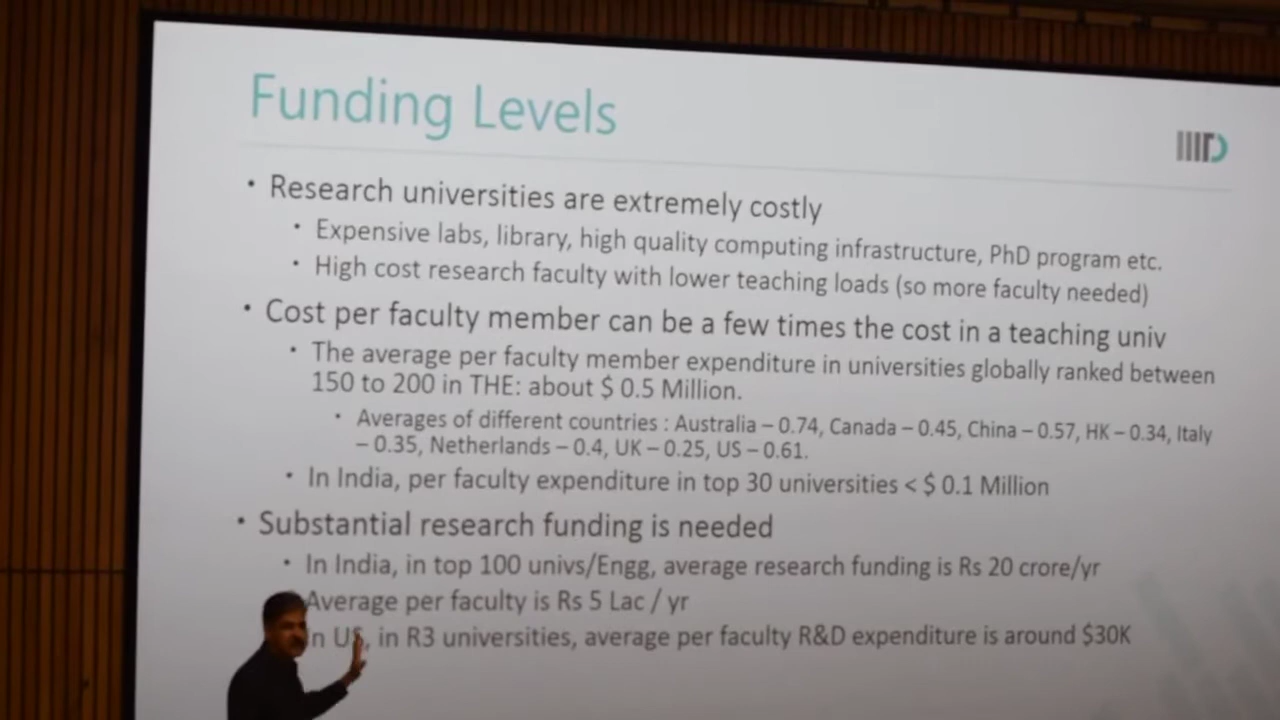 Funding Levels
IIITD
• Research universities are extremely costly
• Expensive labs, library, high quality computing infrastructure, PhD program etc.
• High cost research faculty with lower teaching loads (so more faculty needed)
• Cost per faculty member can be a few times the cost in a teaching univ
• The average per faculty member expenditure in universities globally ranked between
150 to 200 in THE: about $ 0.5 Million.
• Averages of different countries : Australia – 0.74, Canada – 0.45, China – 0.57, HK – 0.34, Italy
– 0.35, Netherlands – 0.4, UK – 0.25, US – 0.61.
• In India, per faculty expenditure in top 30 universities < $ 0.1 Million
• Substantial research funding is needed
• In India, in top 100 univs/Engg, average research funding is Rs 20 crore/yr
Average per faculty is Rs 5 Lac / yr
In US, in R3 universities, average per faculty R&D expenditure is around $30K